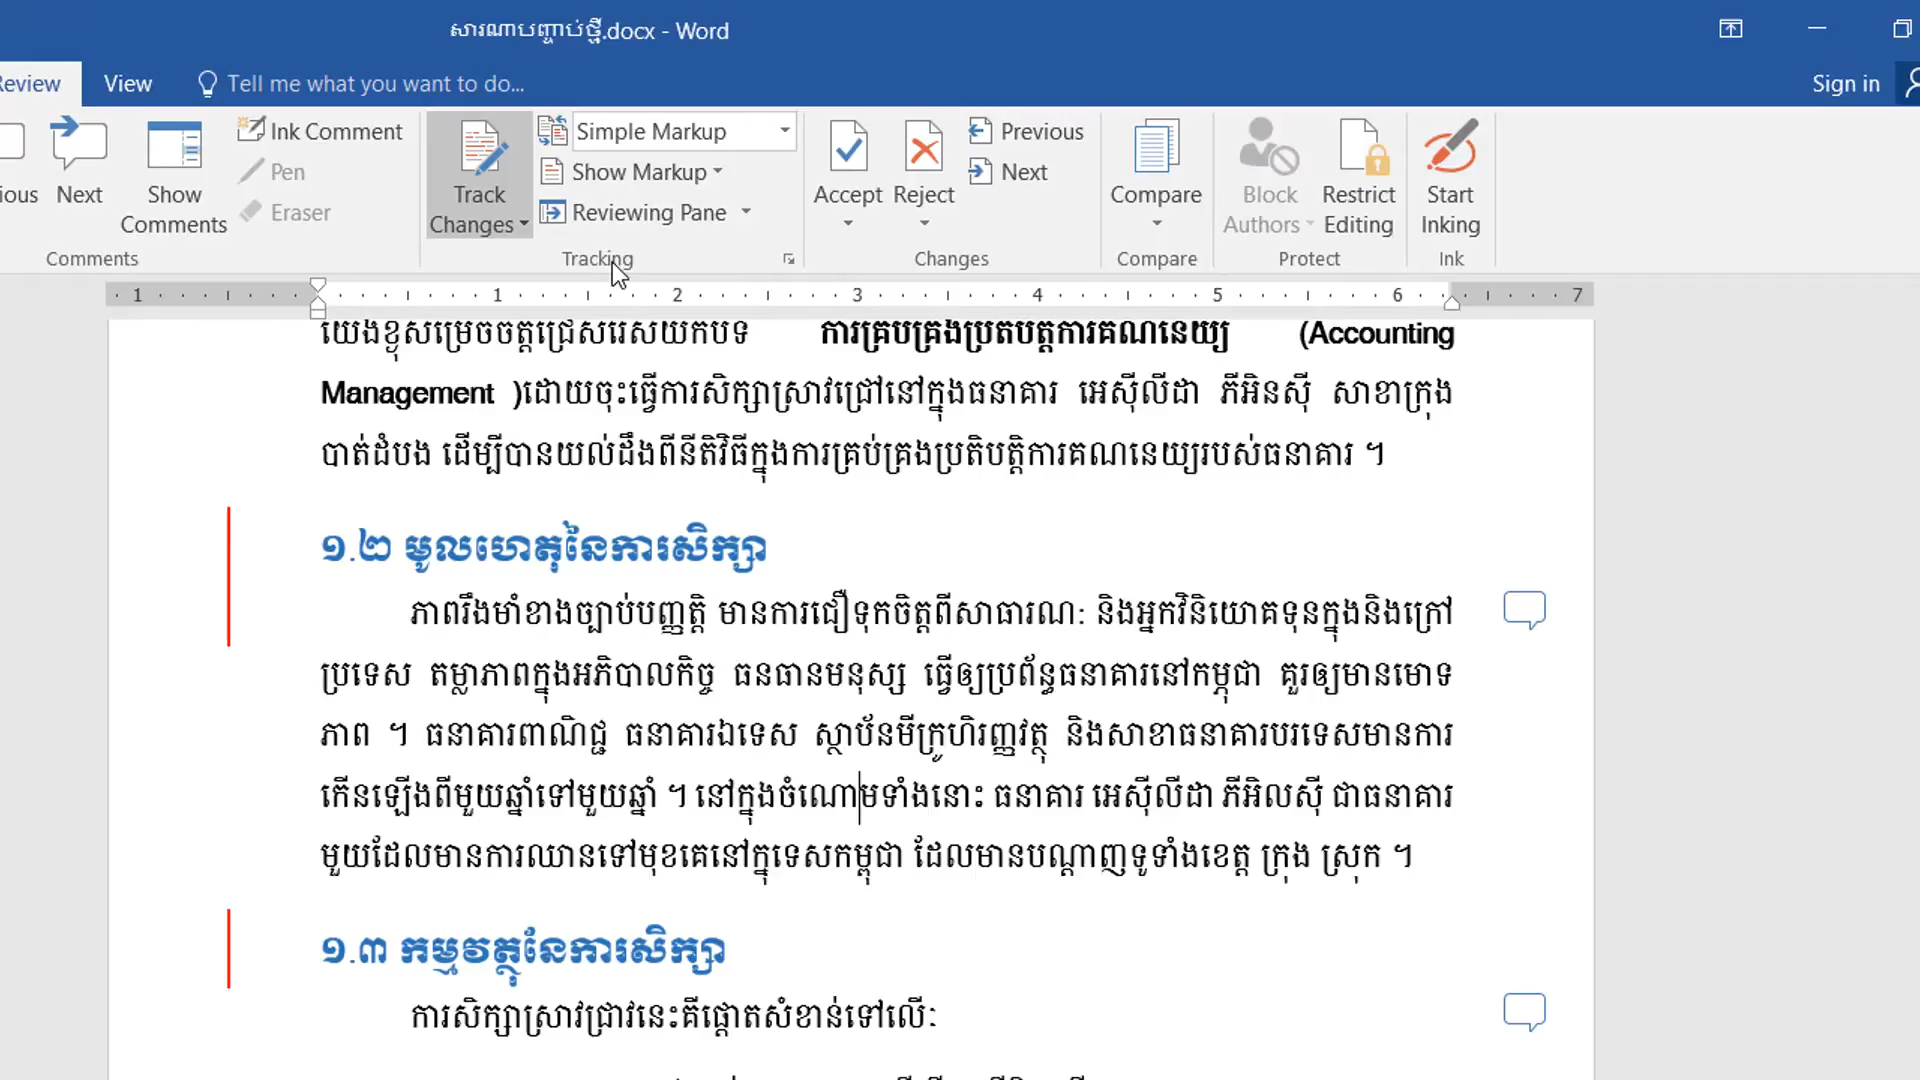 សារណាបញ្ចាប់ថ្មី.docx - Word
Review View Tell me what you want to do... Sign in
Ink Comment Simple Markup Previous
Pen Show Markup Next
Next Show Comments Eraser Track Changes Reviewing Pane Accept Reject Compare Block Authors Restrict Editing Start Inking
Comments Tracking Changes Compare Protect Ink
1 1 2 3 4 5 6 7
យើងខ្ញុំសម្រេចចិត្តជ្រើសរើសយកបទ ការគ្រប់គ្រងប្រតិបត្តិការគណនេយ្យ (Accounting
Management )ដោយចុះធ្វើការសិក្សាស្រាវជ្រៅនៅក្នុងធនាគារ អេស៊ីលីដា ភីអិនស៊ី សាខាក្រុង
បាត់ដំបង ដើម្បីបានយល់ដឹងពីនីតិវិធីក្នុងការគ្រប់គ្រងប្រតិបត្តិការគណនេយ្យរបស់ធនាគារ ។
១.២ មូលហេតុនៃការសិក្សា
ភាពរឹងមាំខាងច្បាប់បញ្ញត្តិ មានការជឿទុកចិត្តពីសាធារណៈ និងអ្នកវិនិយោគទុនក្នុងនិងក្រៅ
ប្រទេស តម្លាភាពក្នុងអភិបាលកិច្ច ធនធានមនុស្ស ធ្វើឲ្យប្រព័ន្ធធនាគារនៅកម្ពុជា គួរឲ្យមានមោទ
ភាព ។ ធនាគារពាណិជ្ជ ធនាគារឯទេស ស្ថាប័នមីក្រូហិរញ្ញវត្ថុ និងសាខាធនាគារបរទេសមានការ
កើនឡើងពីមួយឆ្នាំទៅមួយឆ្នាំ ។ នៅក្នុងចំណោមទាំងនោះ ធនាគារ អេស៊ីលីដា ភីអិលស៊ី ជាធនាគារ
មួយដែលមានការឈានទៅមុខគេនៅក្នុទេសកម្ពុជា ដែលមានបណ្តាញទូទាំងខេត្ត ក្រុង ស្រុក ។
១.៣ កម្មវត្ថុនៃការសិក្សា
ការសិក្សាស្រាវជ្រាវនេះគឺផ្តោតសំខាន់ទៅលើៈ